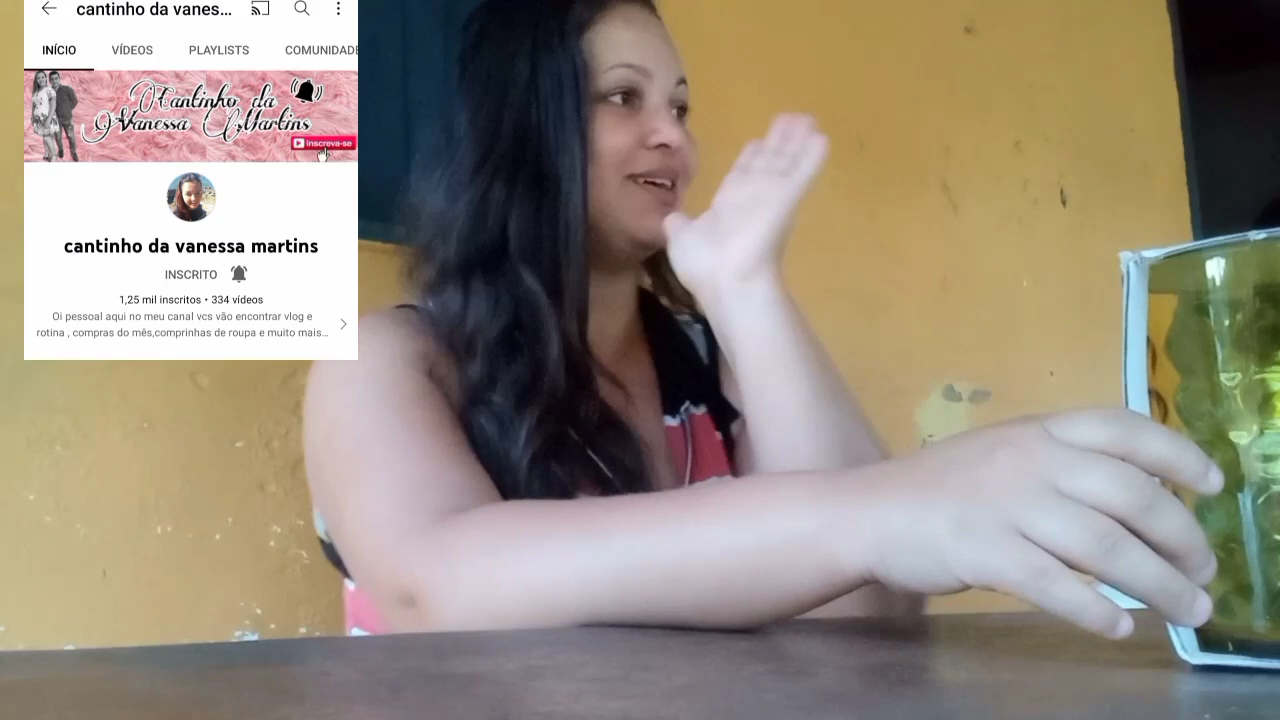 cantinho da vanes...
INÍCIO VÍDEOS PLAYLISTS COMUNIDADE
Cantinho da
Vanessa Martins
Inscreva-se
cantinho da vanessa martins
INSCRITO
1,25 mil inscritos • 334 vídeos
Oi pessoal aqui no meu canal vcs vão encontrar vlog e
rotina , compras do mês,comprinhas de roupa e muito mais...